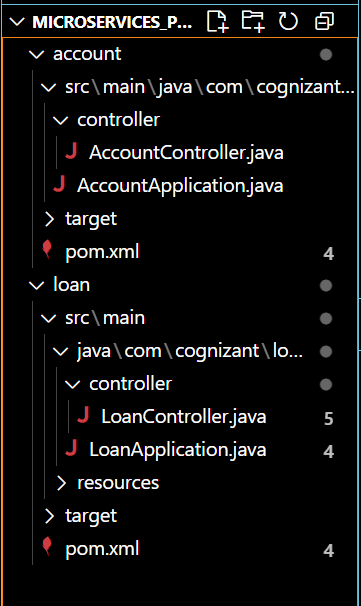 MICROSERVICES_P...
account
src\main\java\com\cognizant...
controller
AccountController.java
AccountApplication.java
target
pom.xml 4
loan
src\main
java\com\cognizant\lo...
controller
LoanController.java 5
LoanApplication.java 4
resources
target
pom.xml 4